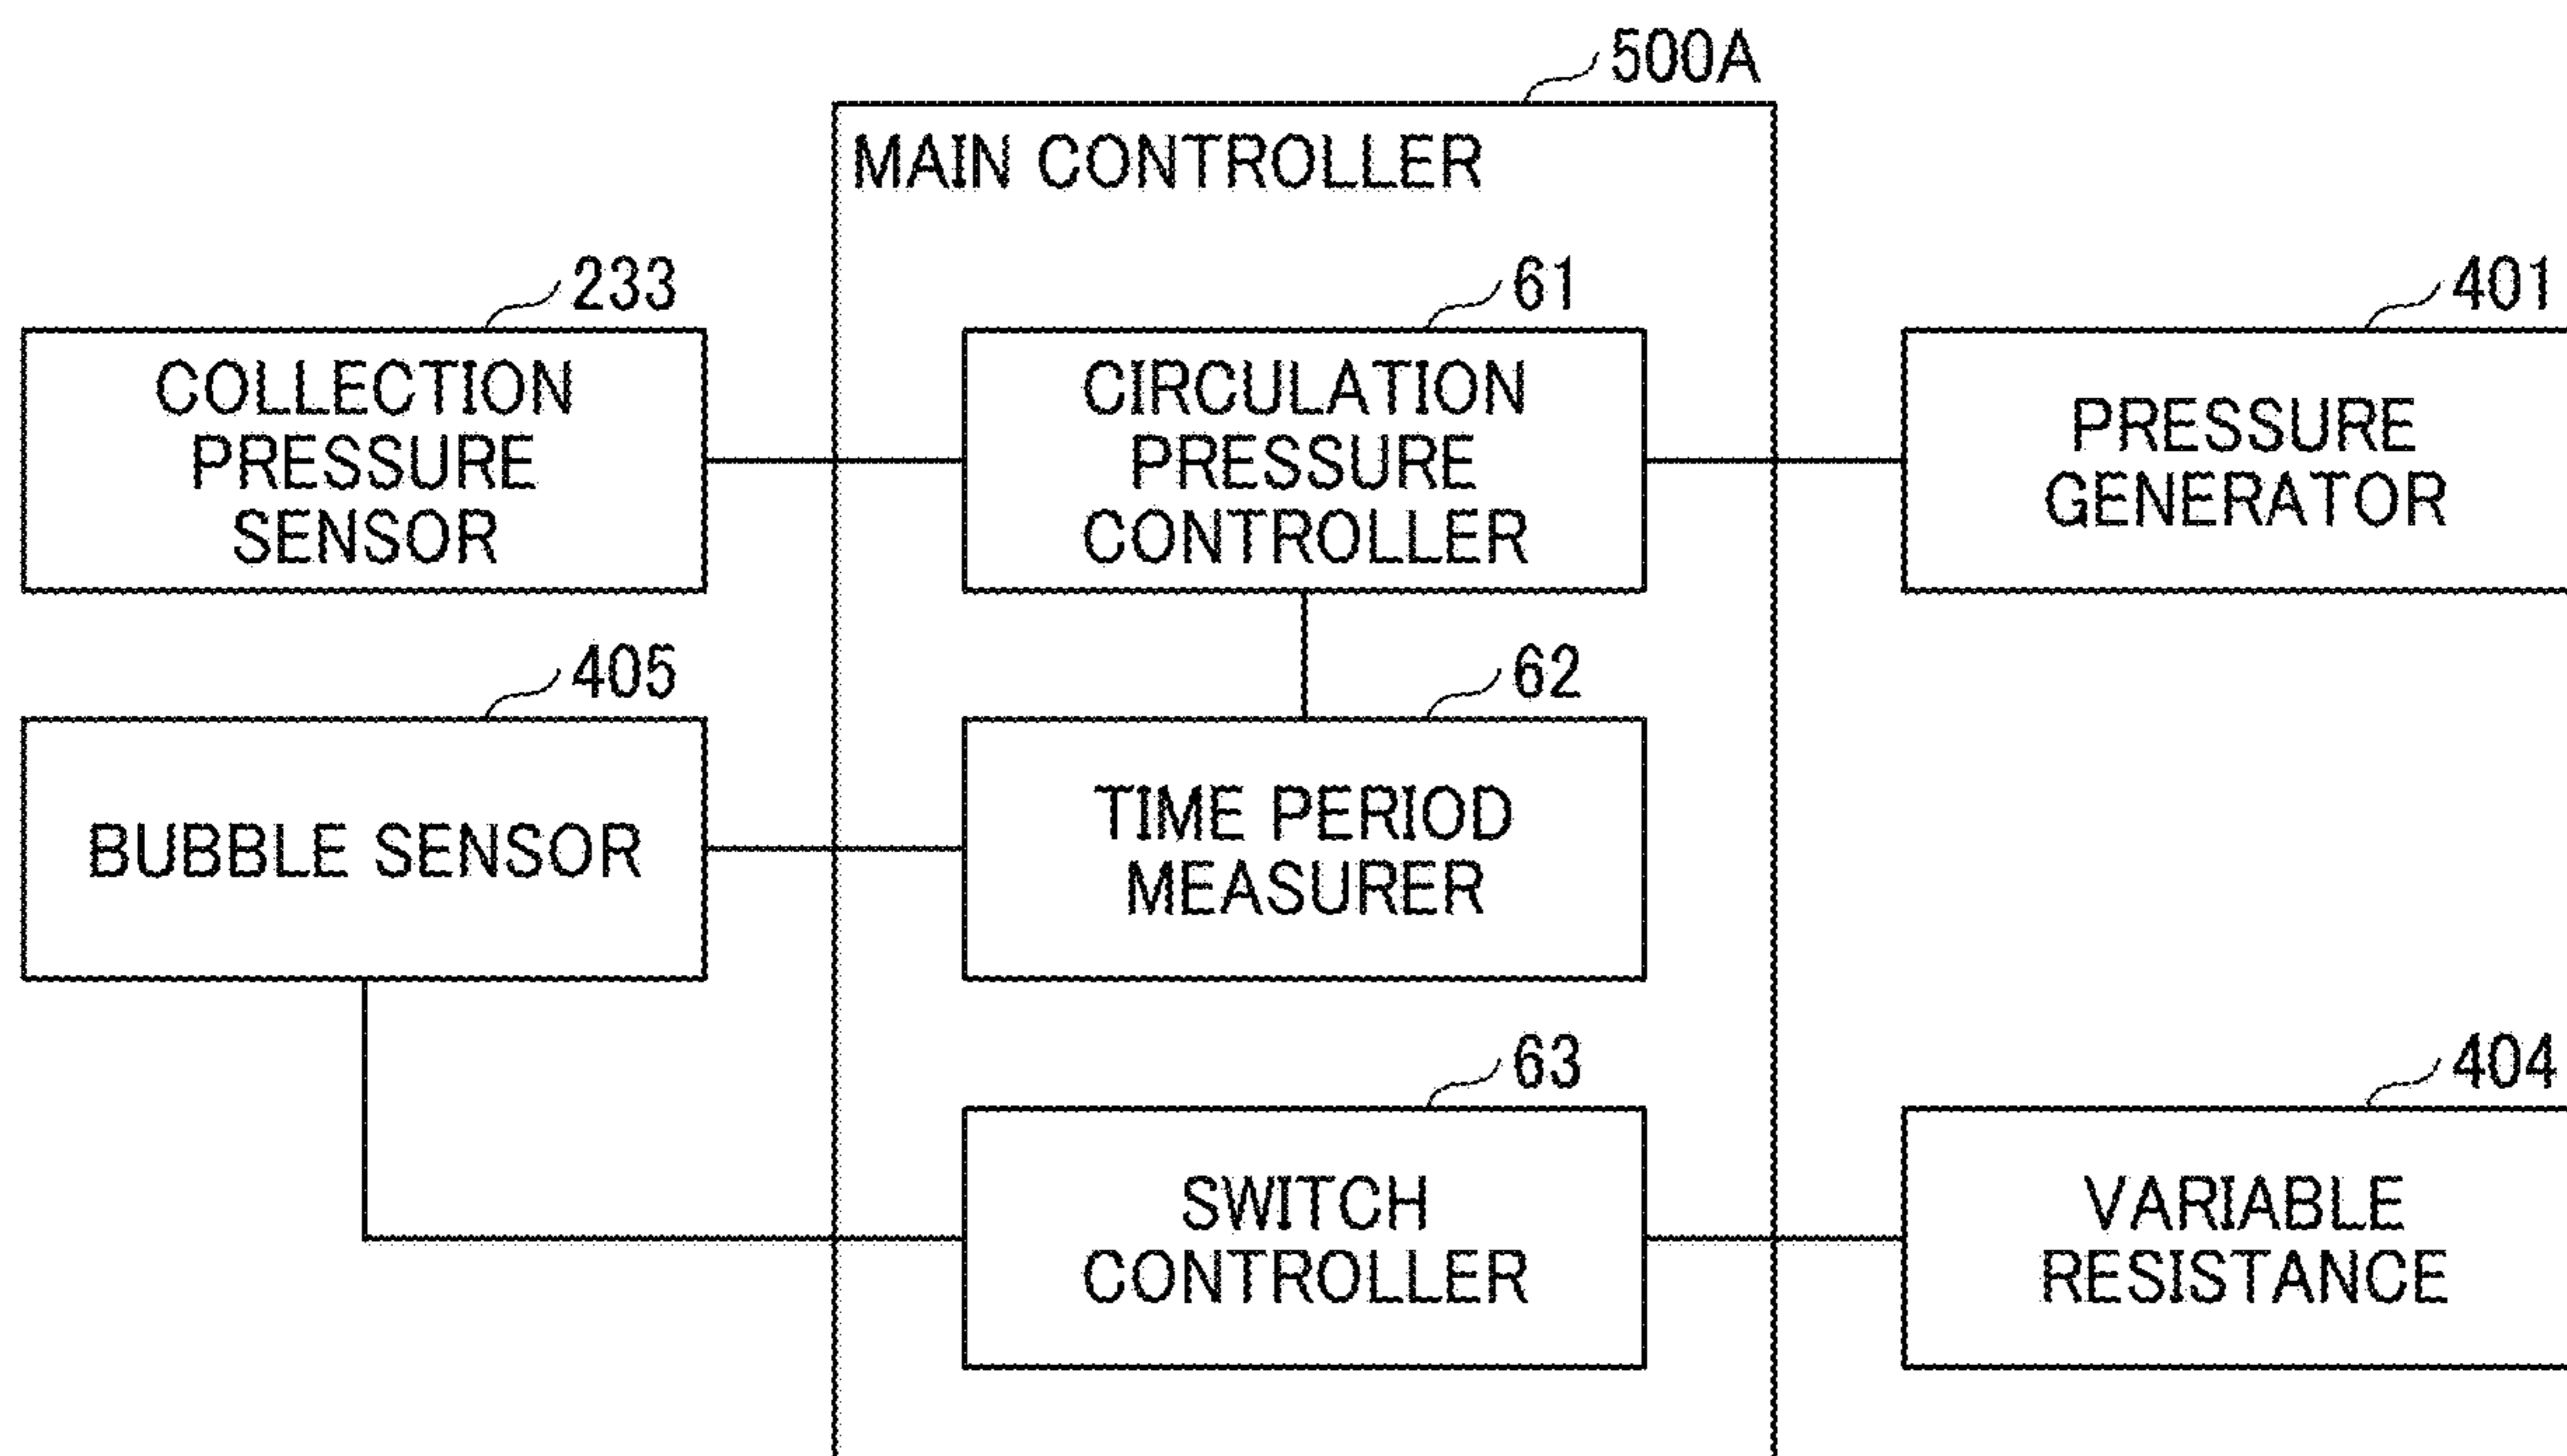 500A
MAIN CONTROLLER
233
COLLECTION
PRESSURE
SENSOR
61
CIRCULATION
PRESSURE
CONTROLLER
401
PRESSURE
GENERATOR
405
BUBBLE SENSOR
62
TIME PERIOD
MEASURER
63
SWITCH
CONTROLLER
404
VARIABLE
RESISTANCE